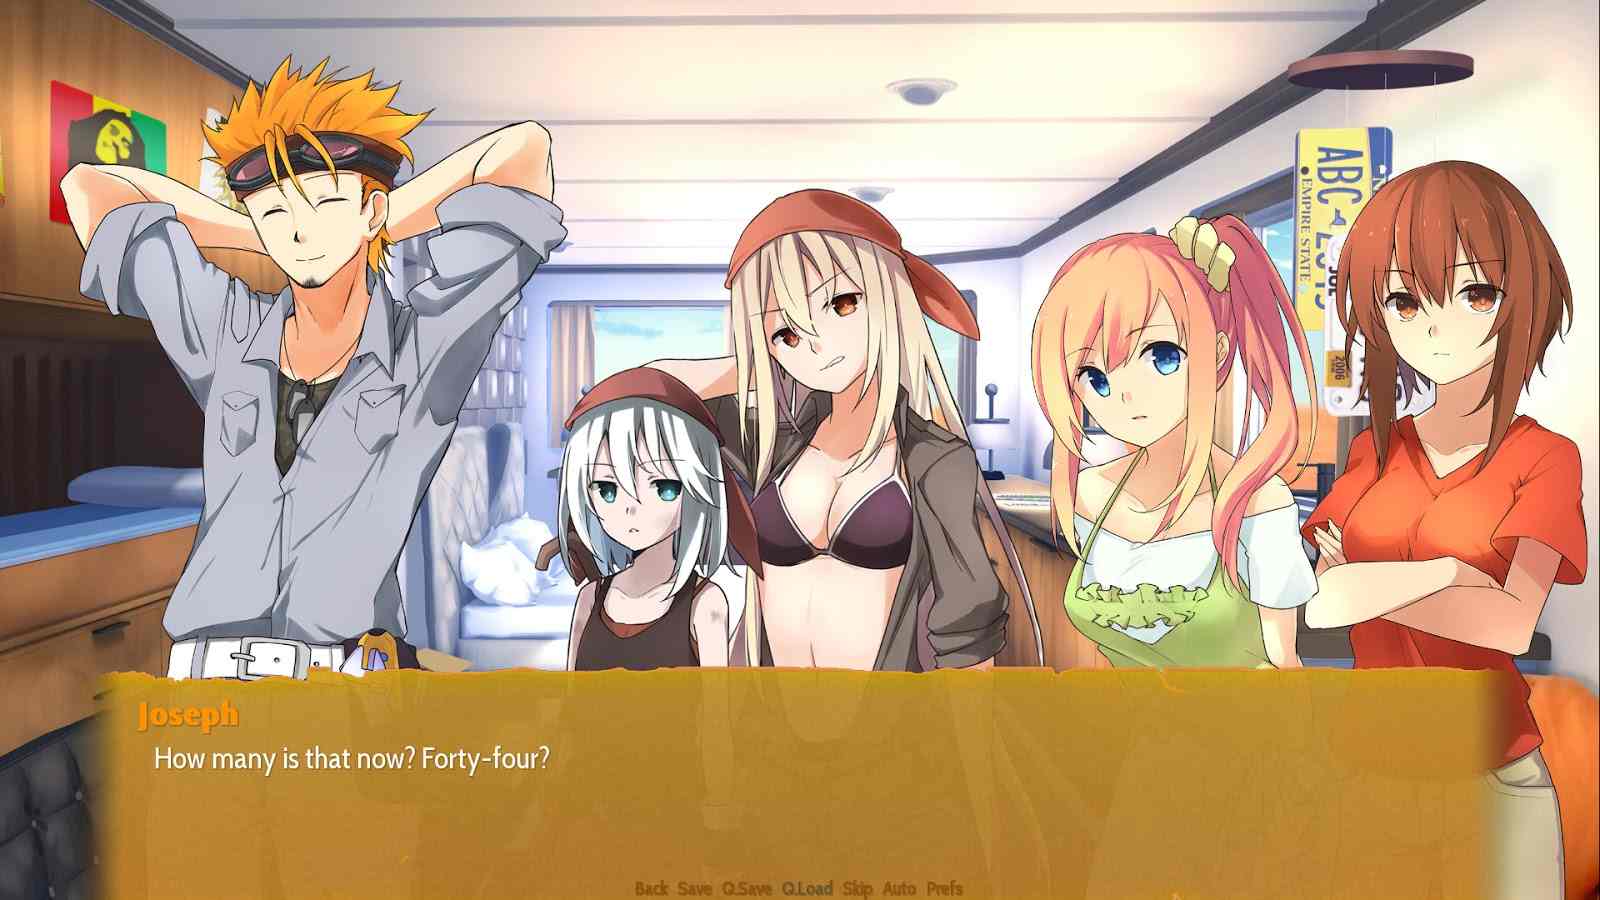 ABC
EMPIRE STATE
2006
Joseph
How many is that now? Forty-four?
Back Save Q.Save Q.Load Skip Auto Prefs